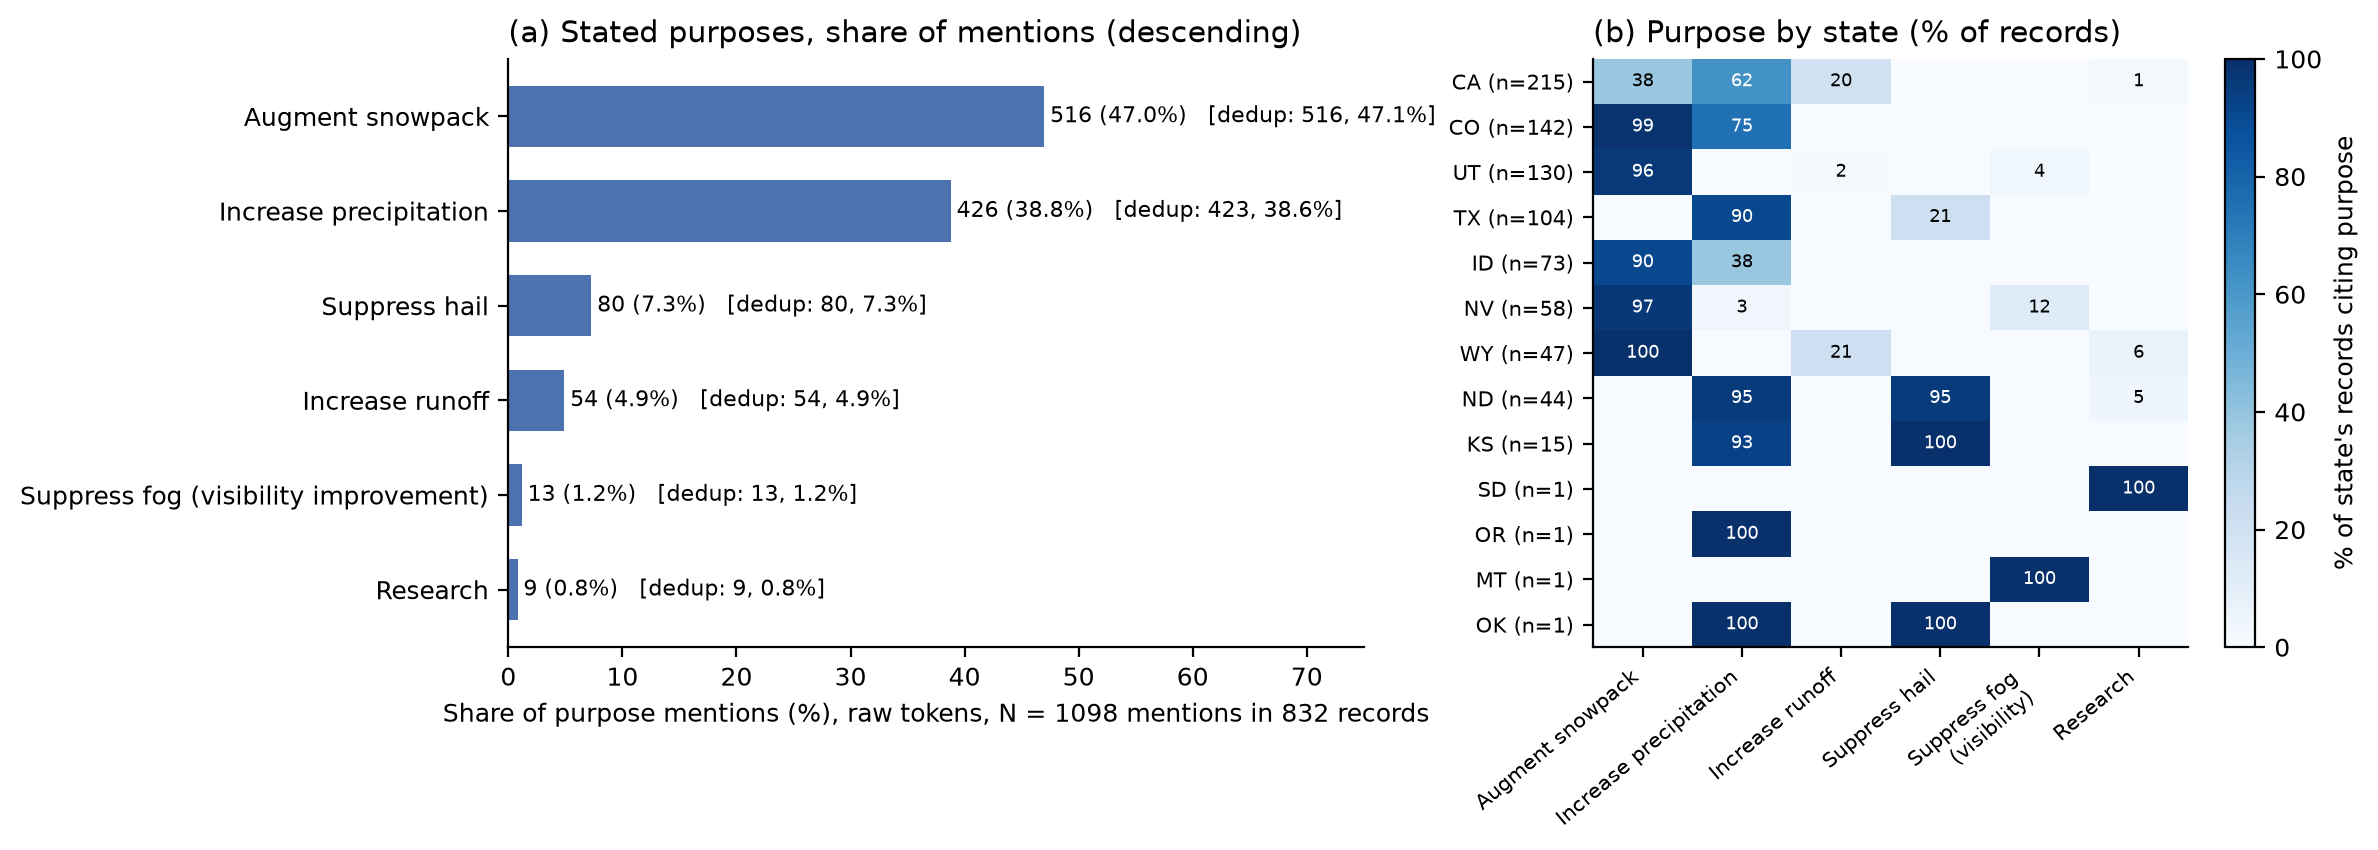 (a) Stated purposes, share of mentions (descending)
Augment snowpack
516 (47.0%) [dedup: 516, 47.1%]
Increase precipitation
426 (38.8%) [dedup: 423, 38.6%]
Suppress hail
80 (7.3%) [dedup: 80, 7.3%]
Increase runoff
54 (4.9%) [dedup: 54, 4.9%]
Suppress fog (visibility improvement)
13 (1.2%) [dedup: 13, 1.2%]
Research
9 (0.8%) [dedup: 9, 0.8%]
0 10 20 30 40 50 60 70
Share of purpose mentions (%), raw tokens, N = 1098 mentions in 832 records
(b) Purpose by state (% of records)
CA (n=215) 38 62 20 1
CO (n=142) 99 75
UT (n=130) 96 2 4
TX (n=104) 90 21
ID (n=73) 90 38
NV (n=58) 97 3 12
WY (n=47) 100 21 6
ND (n=44) 95 95 5
KS (n=15) 93 100
SD (n=1) 100
OR (n=1) 100
MT (n=1) 100
OK (n=1) 100 100
Augment snowpack
Increase precipitation
Increase runoff
Suppress hail
Suppress fog
(visibility)
Research
100
80
60
40
20
0
% of state's records citing purpose